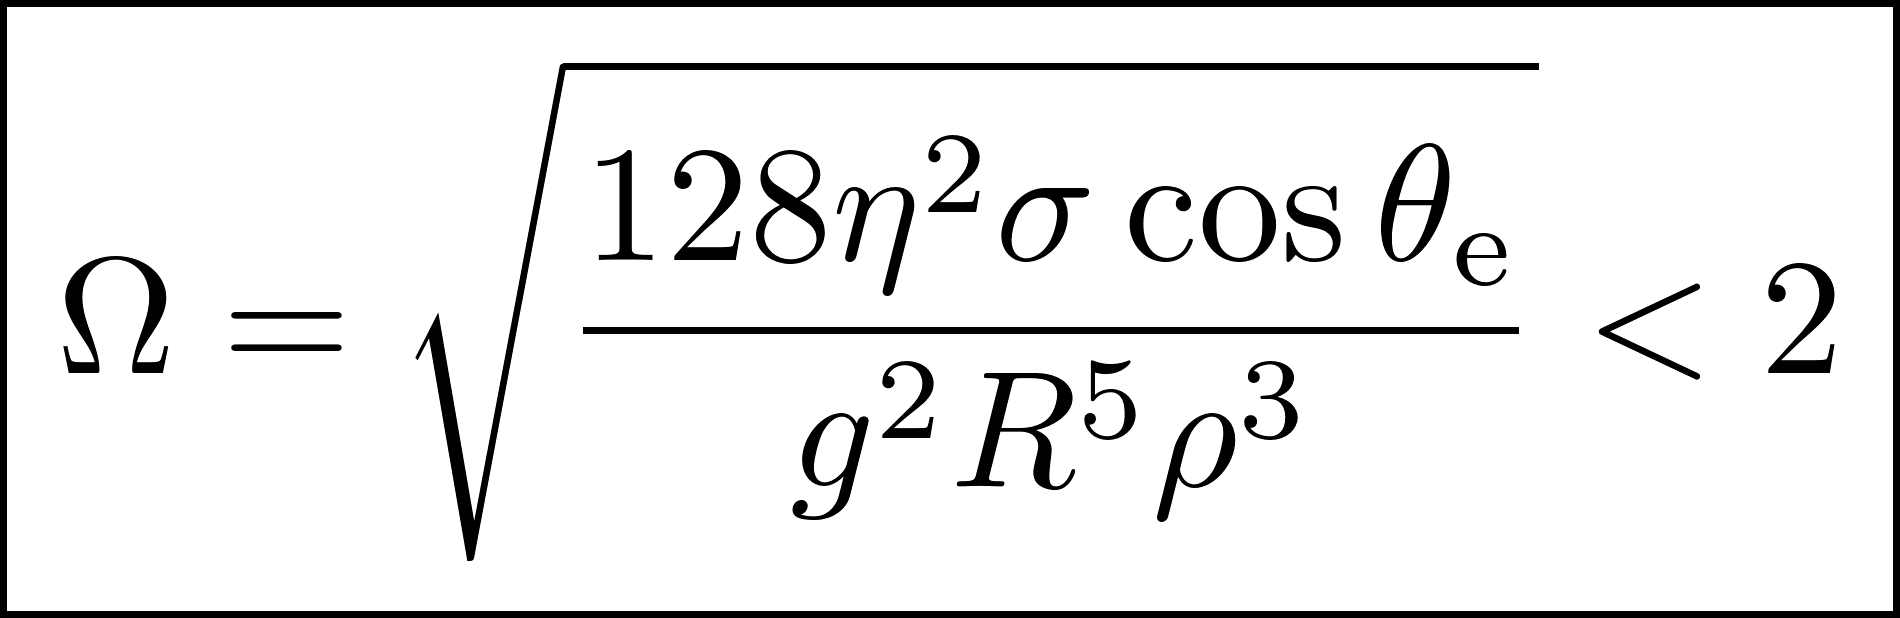 Ω = √(128η²σ cos θₑ / g²R⁵ρ³) < 2